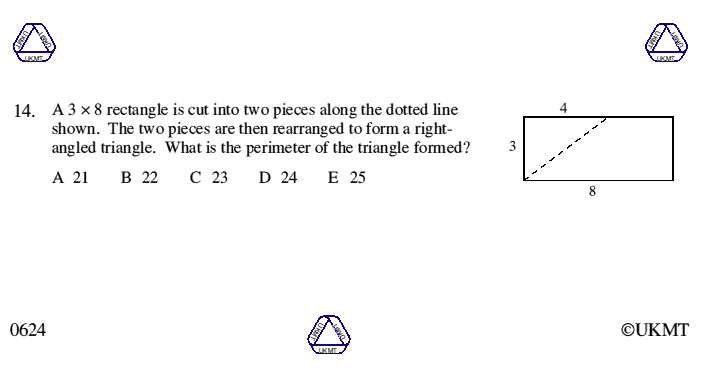 UKMT UKMT UKMT
UKMT UKMT UKMT
14. A 3 × 8 rectangle is cut into two pieces along the dotted line
shown. The two pieces are then rearranged to form a right-
angled triangle. What is the perimeter of the triangle formed?
A 21 B 22 C 23 D 24 E 25
4
3
8
0624
UKMT UKMT UKMT
©UKMT